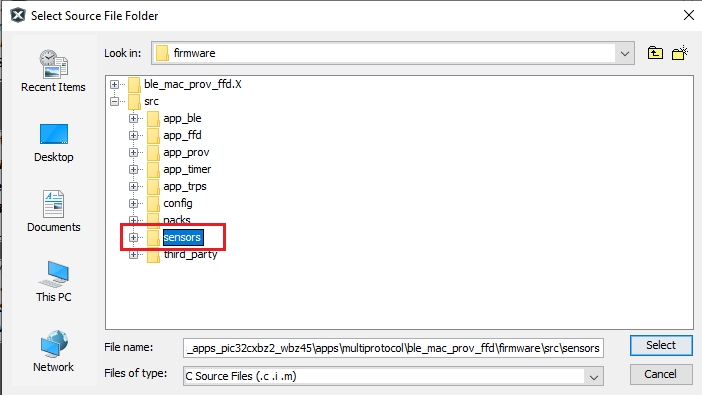 Select Source File Folder
Look in: firmware
Recent Items
Desktop
Documents
This PC
Network
ble_mac_prov_ffd.X
src
app_ble
app_ffd
app_prov
app_timer
app_trps
config
packs
sensors
third_party
File name: _apps_pic32cxbz2_wbz45\apps\multiprotocol\ble_mac_prov_ffd\firmware\src\sensors
Select
Files of type: C Source Files (.c .i .m)
Cancel